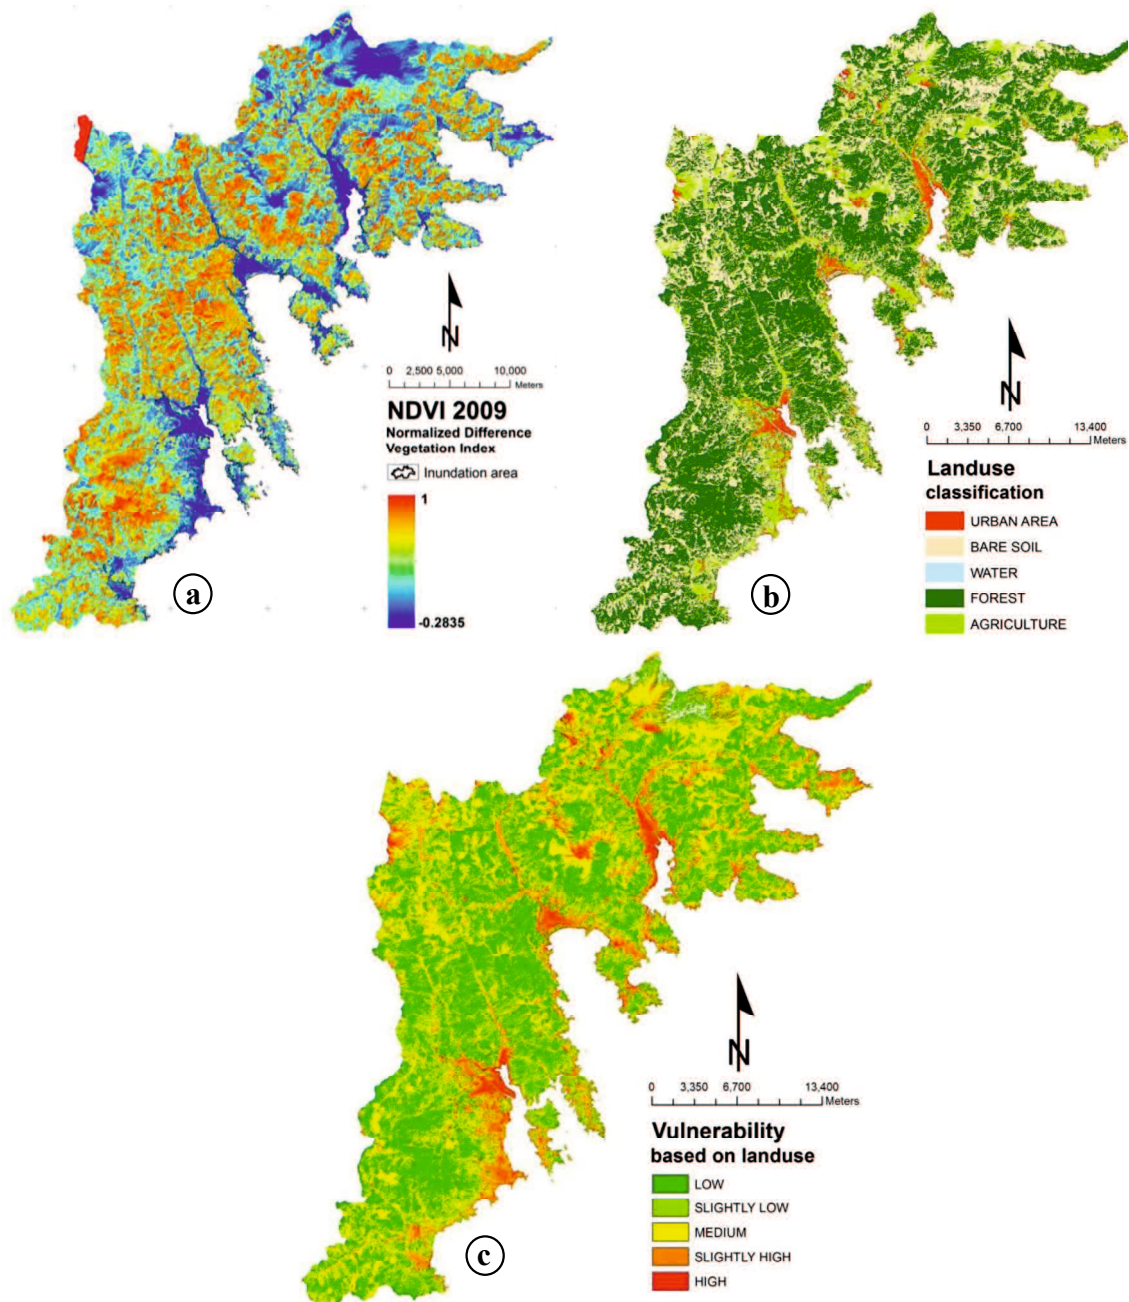 N
0 2,500 5,000 10,000
Meters
NDVI 2009
Normalized Difference
Vegetation Index
Inundation area
1
-0.2835
a
N
0 3,350 6,700 13,400
Meters
Landuse
classification
URBAN AREA
BARE SOIL
WATER
FOREST
AGRICULTURE
b
N
0 3,350 6,700 13,400
Meters
Vulnerability
based on landuse
LOW
SLIGHTLY LOW
MEDIUM
SLIGHTLY HIGH
HIGH
c